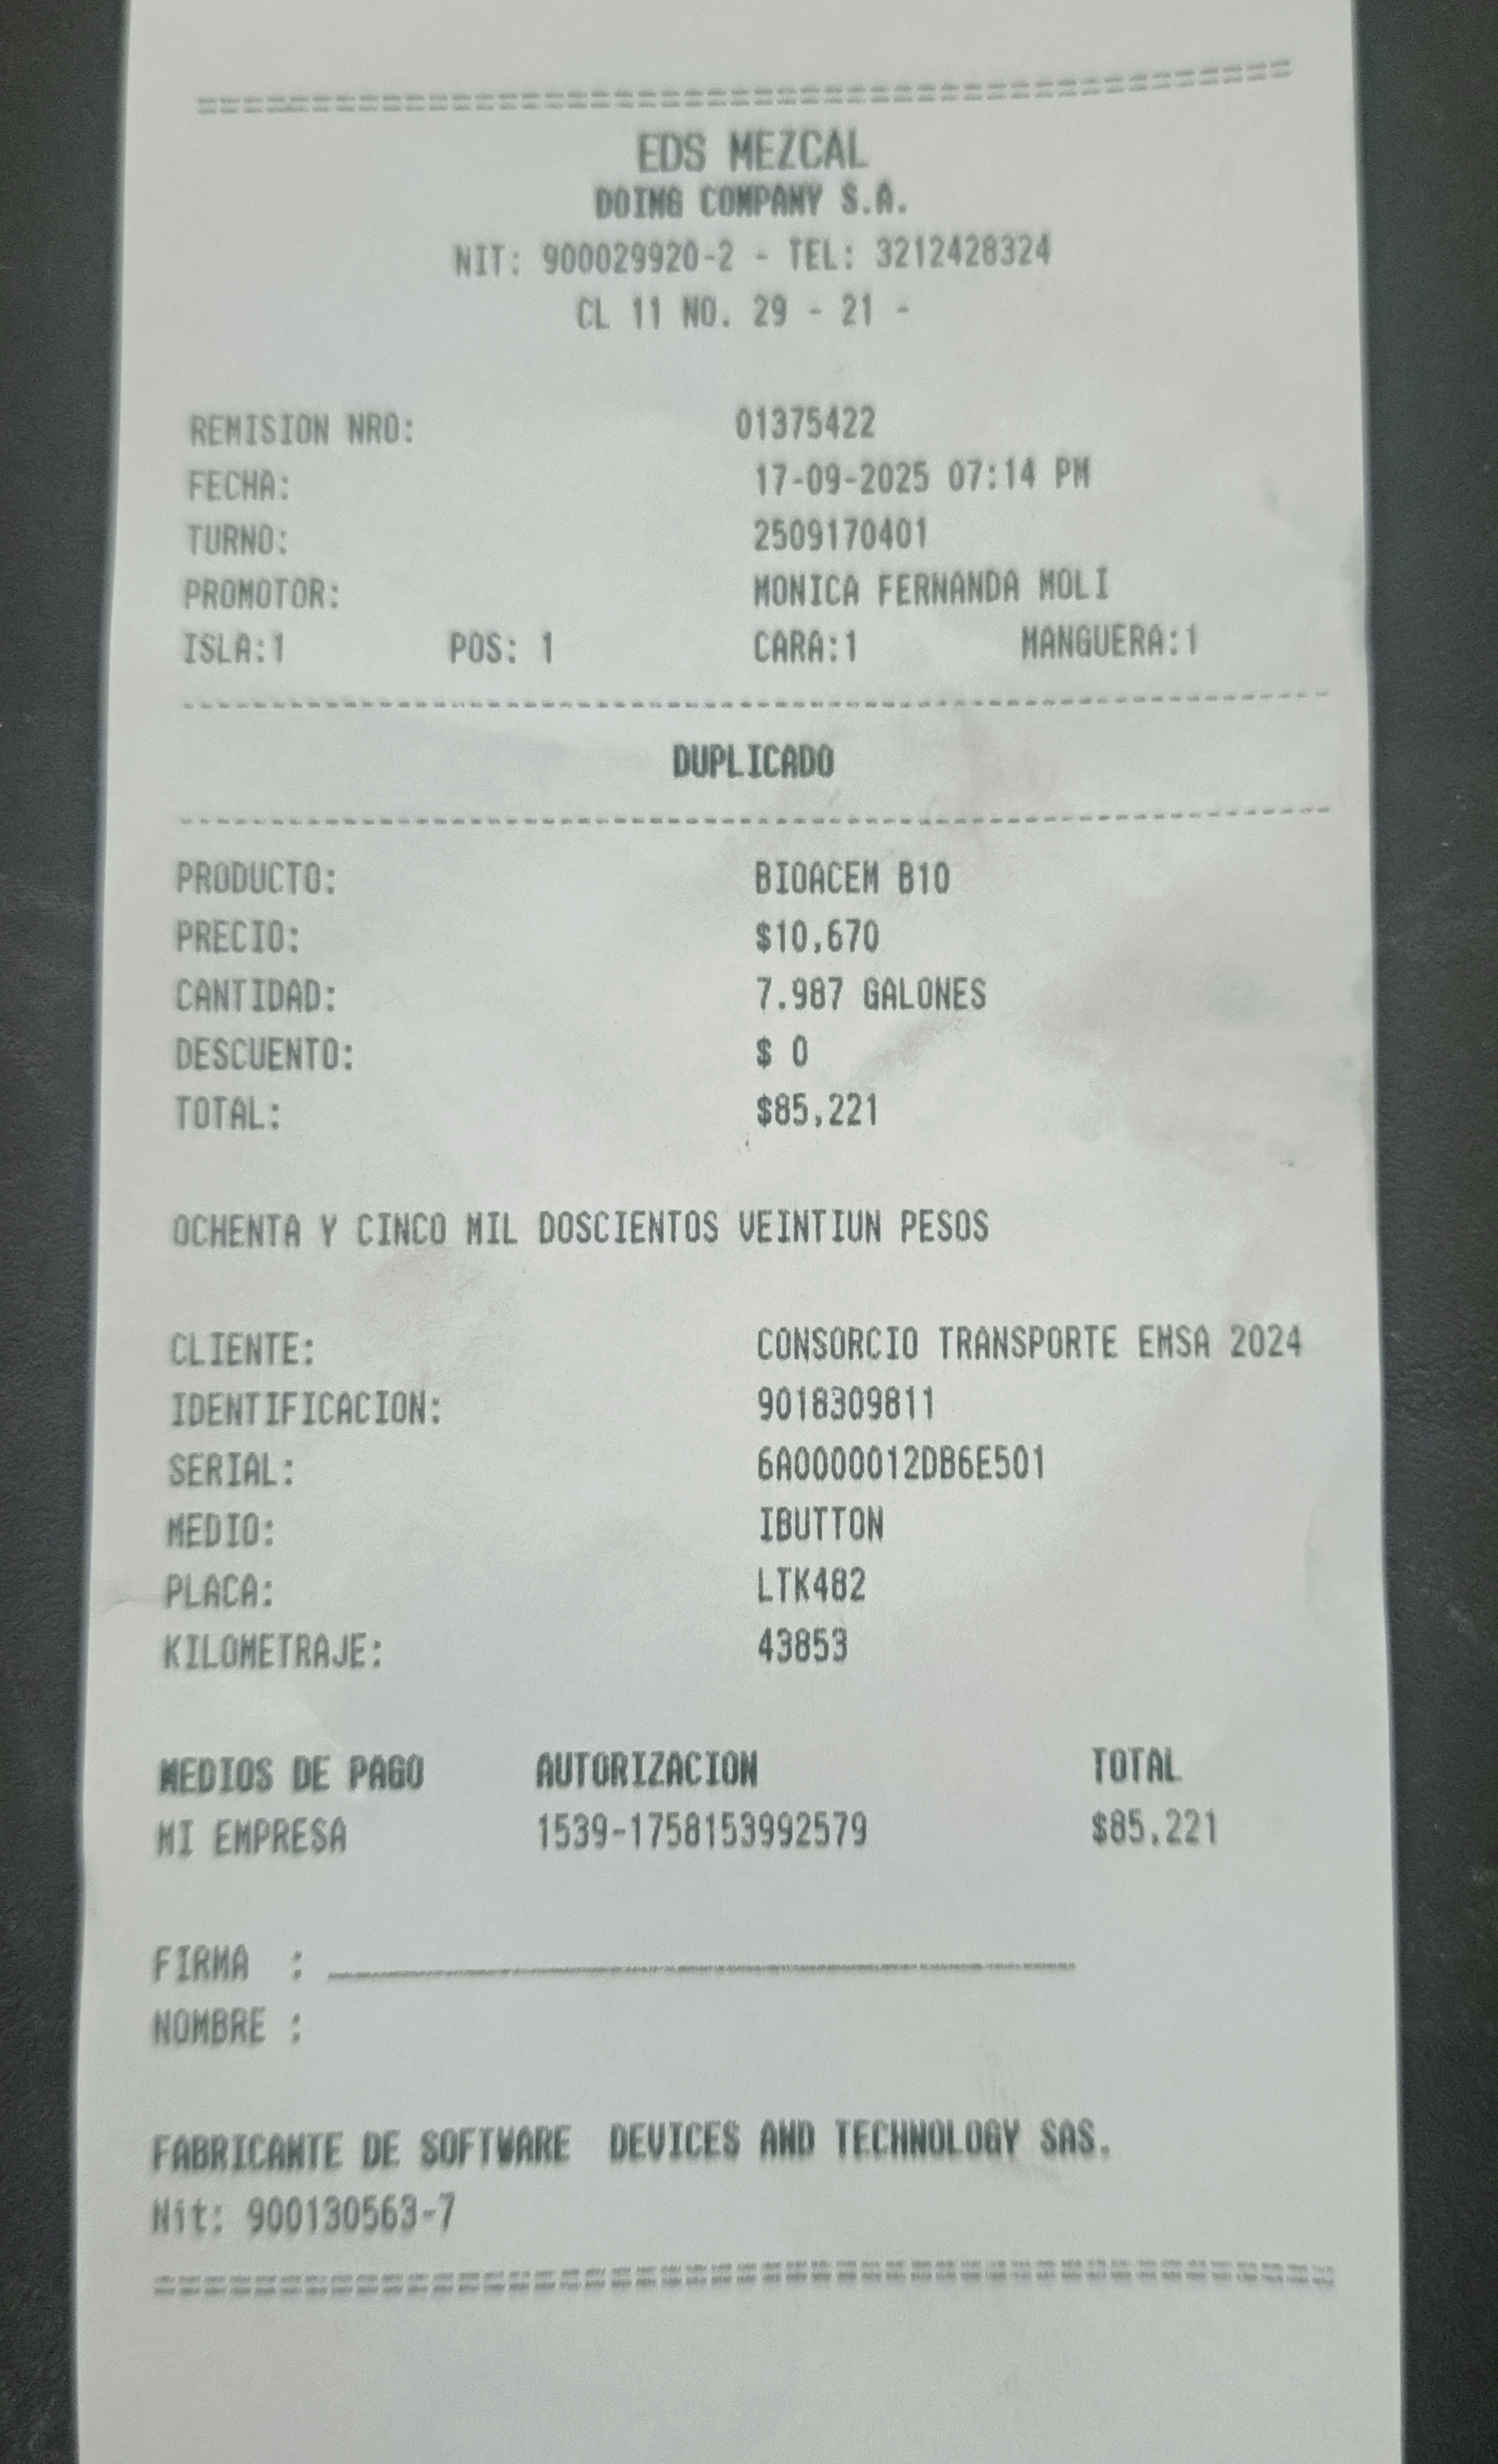 ================================================
EDS MEZCAL
DOING COMPANY S.A.
NIT: 900029920-2 - TEL: 3212428324
CL 11 NO. 29 - 21 -
REMISION NRO: 01375422
FECHA: 17-09-2025 07:14 PM
TURNO: 2509170401
PROMOTOR: MONICA FERNANDA MOLI
ISLA:1 POS: 1 CARA:1 MANGUERA:1
DUPLICADO
PRODUCTO: BIOACEM B10
PRECIO: $10,670
CANTIDAD: 7.987 GALONES
DESCUENTO: $ 0
TOTAL: $85,221
OCHENTA Y CINCO MIL DOSCIENTOS VEINTIUN PESOS
CLIENTE: CONSORCIO TRANSPORTE EMSA 2024
IDENTIFICACION: 9018309811
SERIAL: 6A0000012DB6E501
MEDIO: IBUTTON
PLACA: LTK482
KILOMETRAJE: 43853
MEDIOS DE PAGO AUTORIZACION TOTAL
MI EMPRESA 1539-1758153992579 $85,221
FIRMA :
NOMBRE :
FABRICANTE DE SOFTWARE DEVICES AND TECHNOLOGY SAS.
Nit: 900130563-7
================================================